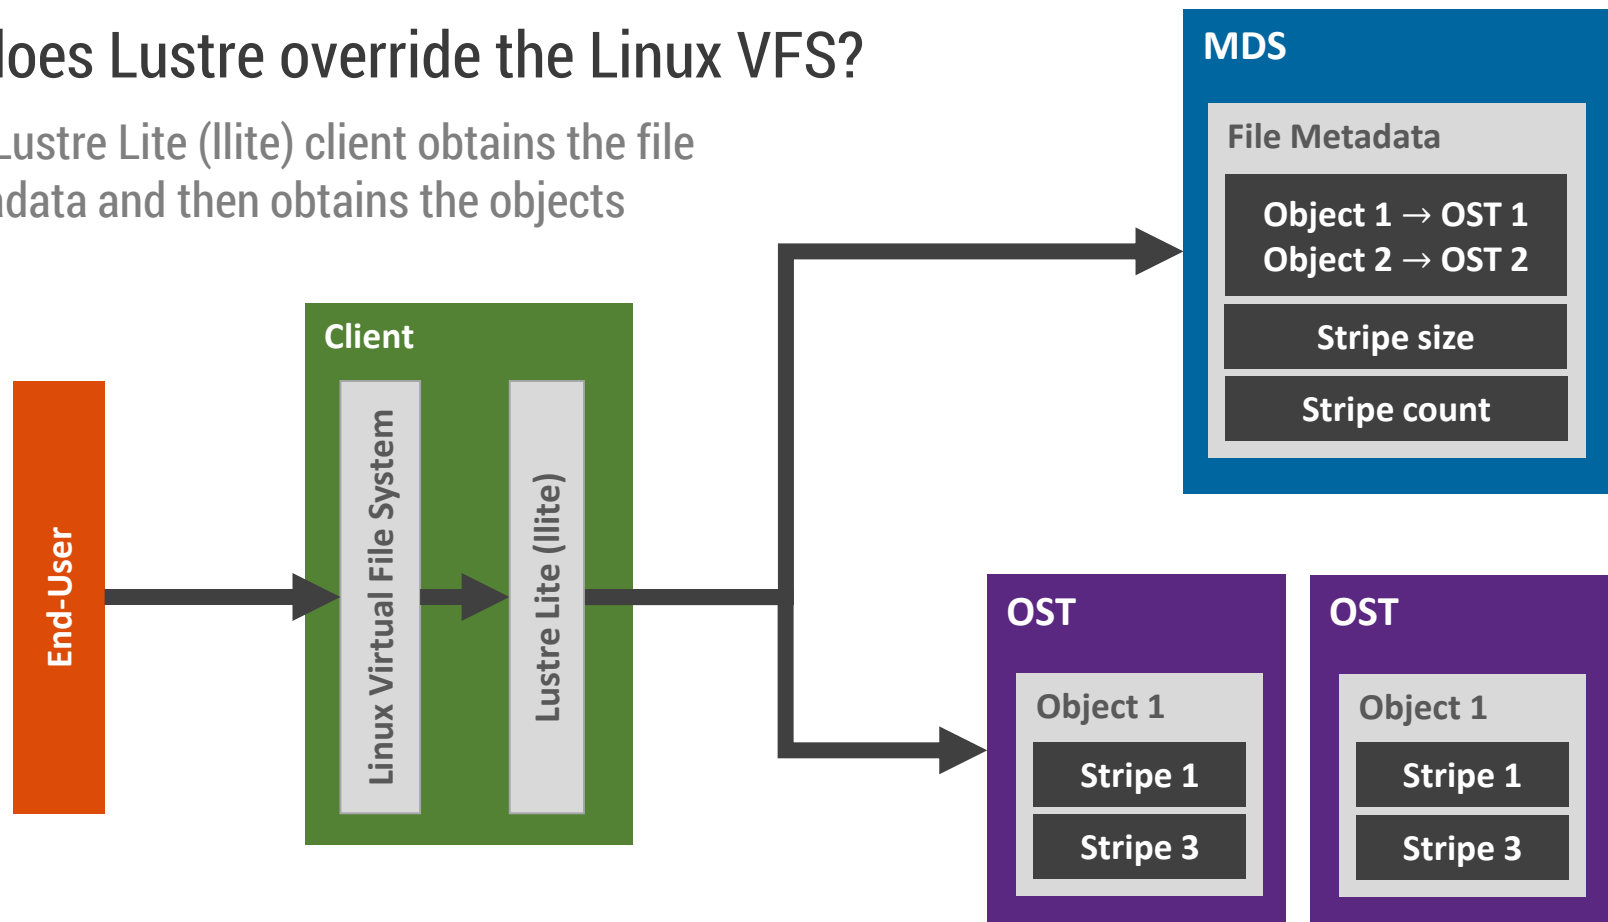 does Lustre override the Linux VFS?
Lustre Lite (llite) client obtains the file
adata and then obtains the objects
MDS
File Metadata
Object 1 → OST 1
Object 2 → OST 2
Stripe size
Stripe count
Client
End-User
Linux Virtual File System
Lustre Lite (llite)
OST
Object 1
Stripe 1
Stripe 3
OST
Object 1
Stripe 1
Stripe 3